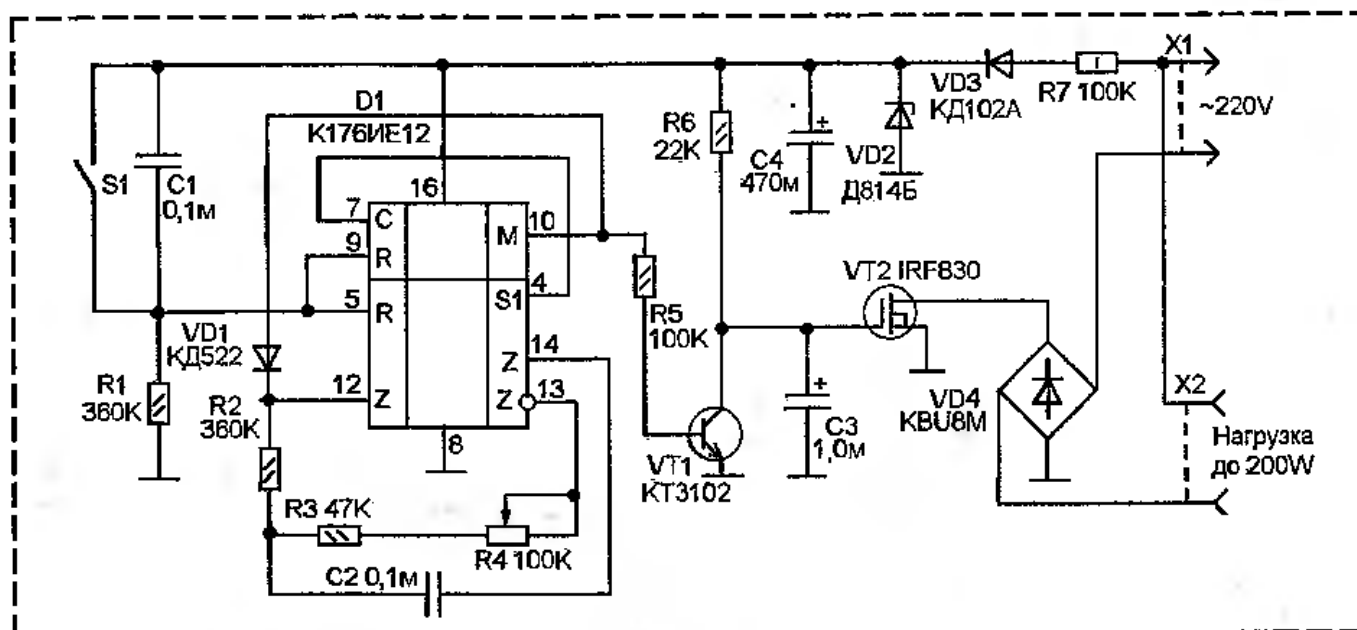 X1
VD3
КД102А
R7 100K
~220V
D1
К176ИЕ12
R6
22K
C4
470м
VD2
Д814Б
S1
C1
0,1м
16
7
C
M
10
9
R
S1
4
5
R
Z
14
12
Z
Z
13
8
VD1
КД522
R1
360K
R2
360K
R5
100K
VT2 IRF830
VD4
KBU8M
X2
Нагрузка
до 200W
VT1
КТ3102
C3
1,0м
R3 47K
R4 100K
C2 0,1м